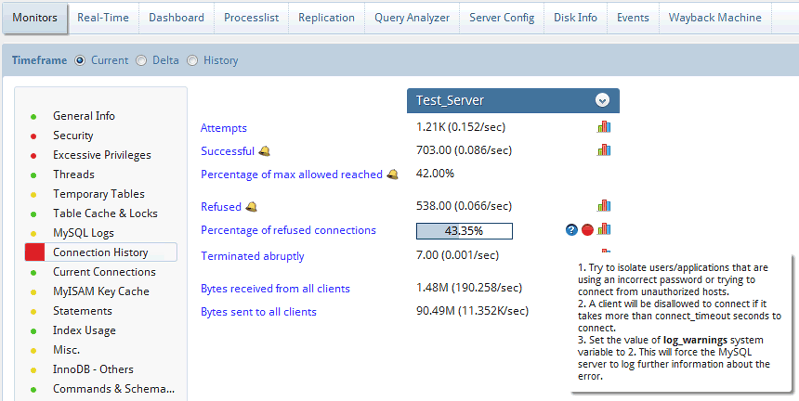 Monitors Real-Time Dashboard Processlist Replication Query Analyzer Server Config Disk Info Events Wayback Machine
Timeframe Current Delta History
General Info
Security
Excessive Privileges
Threads
Temporary Tables
Table Cache & Locks
MySQL Logs
Connection History
Current Connections
MyISAM Key Cache
Statements
Index Usage
Misc.
InnoDB - Others
Commands & Schema...
Test_Server
Attempts 1.21K (0.152/sec)
Successful 703.00 (0.086/sec)
Percentage of max allowed reached 42.00%
Refused 538.00 (0.066/sec)
Percentage of refused connections 43.35% ?
Terminated abruptly 7.00 (0.001/sec)
Bytes received from all clients 1.48M (190.258/sec)
Bytes sent to all clients 90.49M (11.352K/sec)
1. Try to isolate users/applications that are
using an incorrect password or trying to
connect from unauthorized hosts.
2. A client will be disallowed to connect if it
takes more than connect_timeout seconds to
connect.
3. Set the value of log_warnings system
variable to 2. This will force the MySQL
server to log further information about the
error.